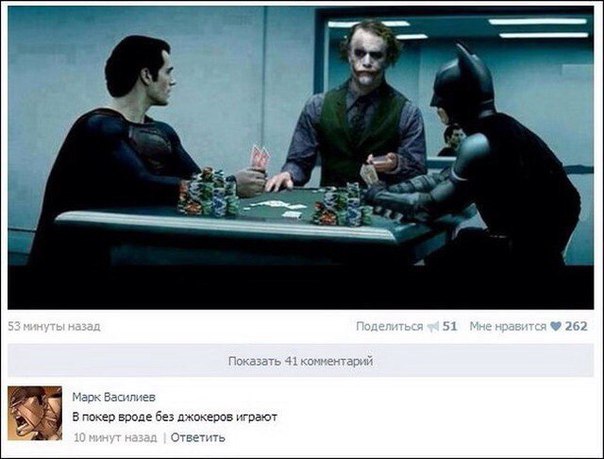 53 минуты назад
Поделиться 51 Мне нравится 262
Показать 41 комментарий
Марк Василиев
В покер вроде без джокеров играют
10 минут назад | Ответить